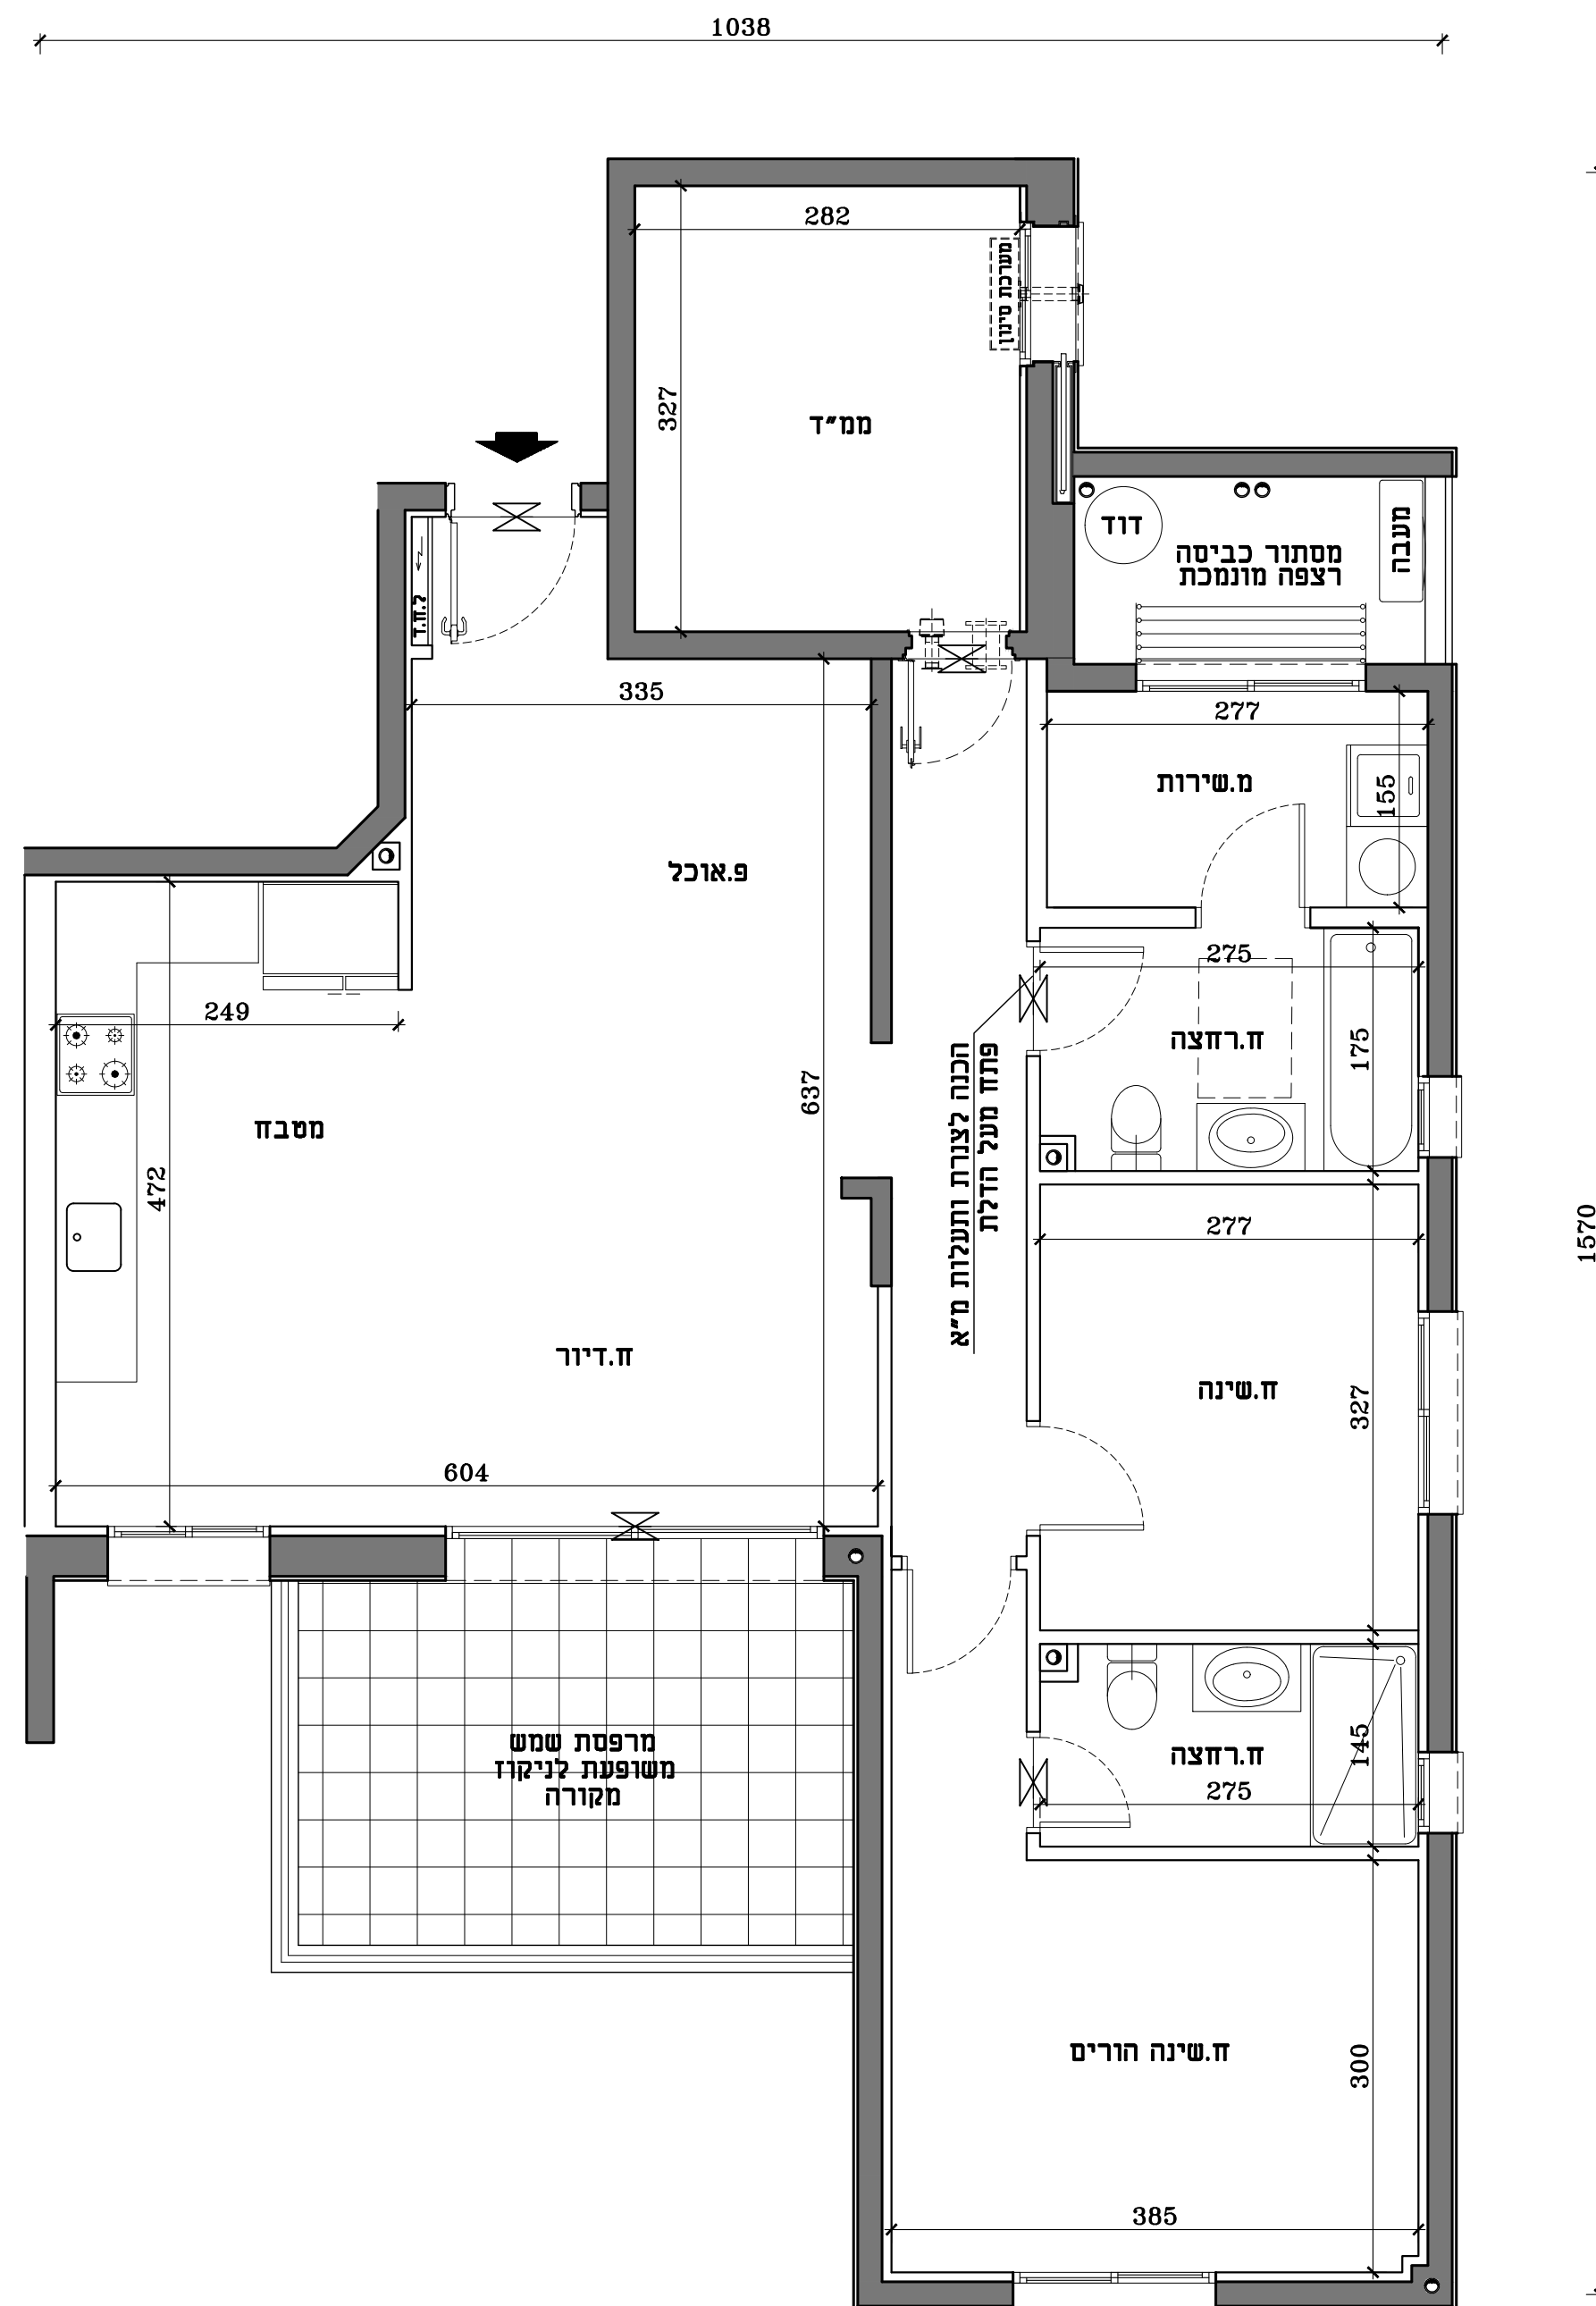 1038
282
מערכת סינון
327
ממ״ד
דוד
מסתור כביסה
רצפה מונמכת
מעבה
ל.ח.ד
335
277
מ.שירות
155
פ.אוכל
249
275
ח.רחצה
175
הכנה לצנרת ותעלות מ״א
פתח מעל הדלת
637
מטבח
472
277
1570
ח.דיור
ח.שינה
327
604
מרפסת שמש
משופעת לניקוז
מקורה
ח.רחצה
145
275
ח.שינה הורים
300
385